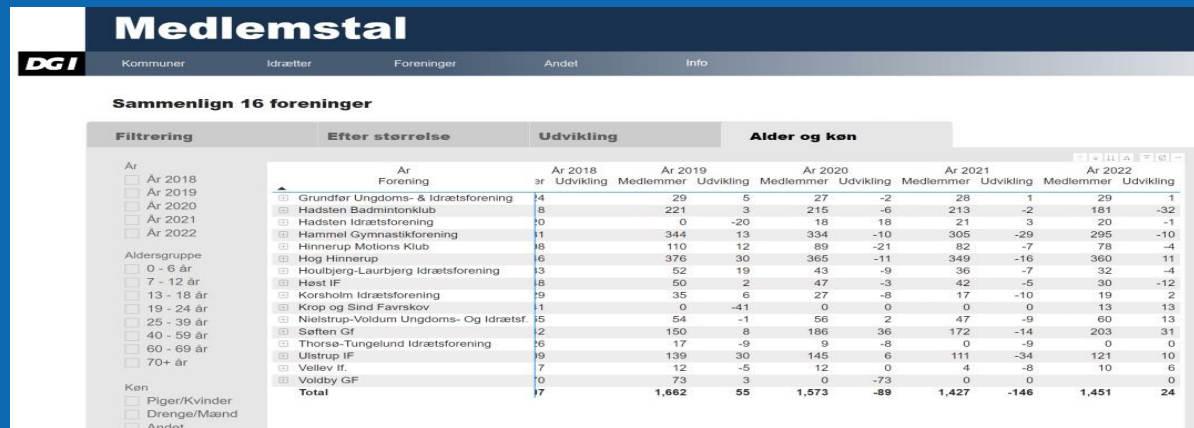 Medlemstal
DGI
Kommuner Idrætter Foreninger Andet Info
Sammenlign 16 foreninger
Filtrering Efter størrelse Udvikling Alder og køn
År
År 2018
År 2019
År 2020
År 2021
År 2022
Aldersgruppe
0 - 6 år
7 - 12 år
13 - 18 år
19 - 24 år
25 - 39 år
40 - 59 år
60 - 69 år
70+ år
Køn
Piger/Kvinder
Drenge/Mænd
Andet
År År 2018 År 2019 År 2020 År 2021 År 2022
Forening er Udvikling Medlemmer Udvikling Medlemmer Udvikling Medlemmer Udvikling Medlemmer Udvikling
Grundfør Ungdoms- & Idrætsforening 29 5 27 -2 28 1 29 1
Hadsten Badmintonklub 221 3 215 -6 213 -2 181 -32
Hadsten Idrætsforening 0 -20 18 18 21 3 20 -1
Hammel Gymnastikforening 344 13 334 -10 305 -29 295 -10
Hinnerup Motions Klub 110 12 89 -21 82 -7 78 -4
Hog Hinnerup 376 30 365 -11 349 -16 360 11
Houlbjerg-Laurbjerg Idrætsforening 52 19 43 -9 36 -7 32 -4
Høst IF 50 2 47 -3 42 -5 30 -12
Korsholm Idrætsforening 35 6 27 -8 17 -10 19 2
Krop og Sind Favrskov 0 -41 0 0 0 0 13 13
Nielstrup-Voldum Ungdoms- Og Idrætsf. 54 -1 56 2 47 -9 60 13
Søften Gf 150 8 186 36 172 -14 203 31
Thorsø-Tungelund Idrætsforening 17 -9 9 -8 0 -9 0 0
Ulstrup IF 139 30 145 6 111 -34 121 10
Vellev If. 12 -5 12 0 4 -8 10 6
Voldby GF 73 3 0 -73 0 0 0
Total 1,662 55 1,573 -89 1,427 -146 1,451 24